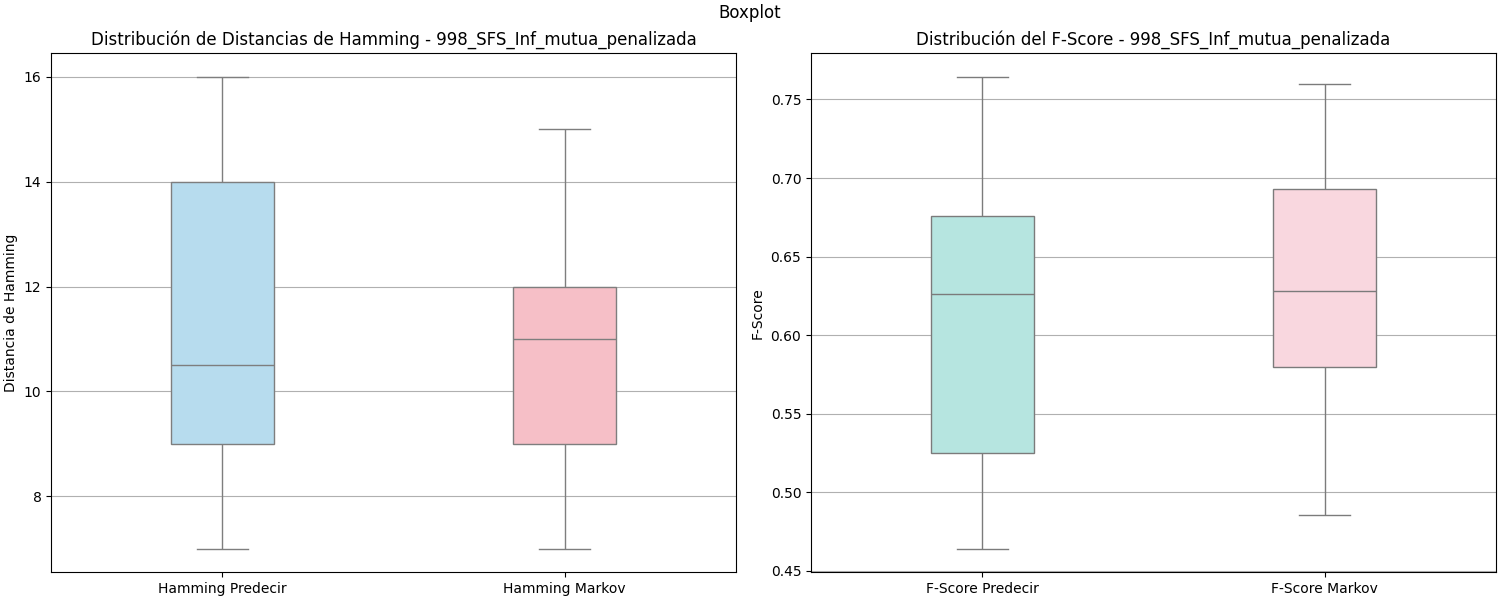 Boxplot
Distribución de Distancias de Hamming - 998_SFS_Inf_mutua_penalizada
16
14
12
10
8
Distancia de Hamming
Hamming Predecir
Hamming Markov
Distribución del F-Score - 998_SFS_Inf_mutua_penalizada
0.75
0.70
0.65
0.60
0.55
0.50
0.45
F-Score
F-Score Predecir
F-Score Markov